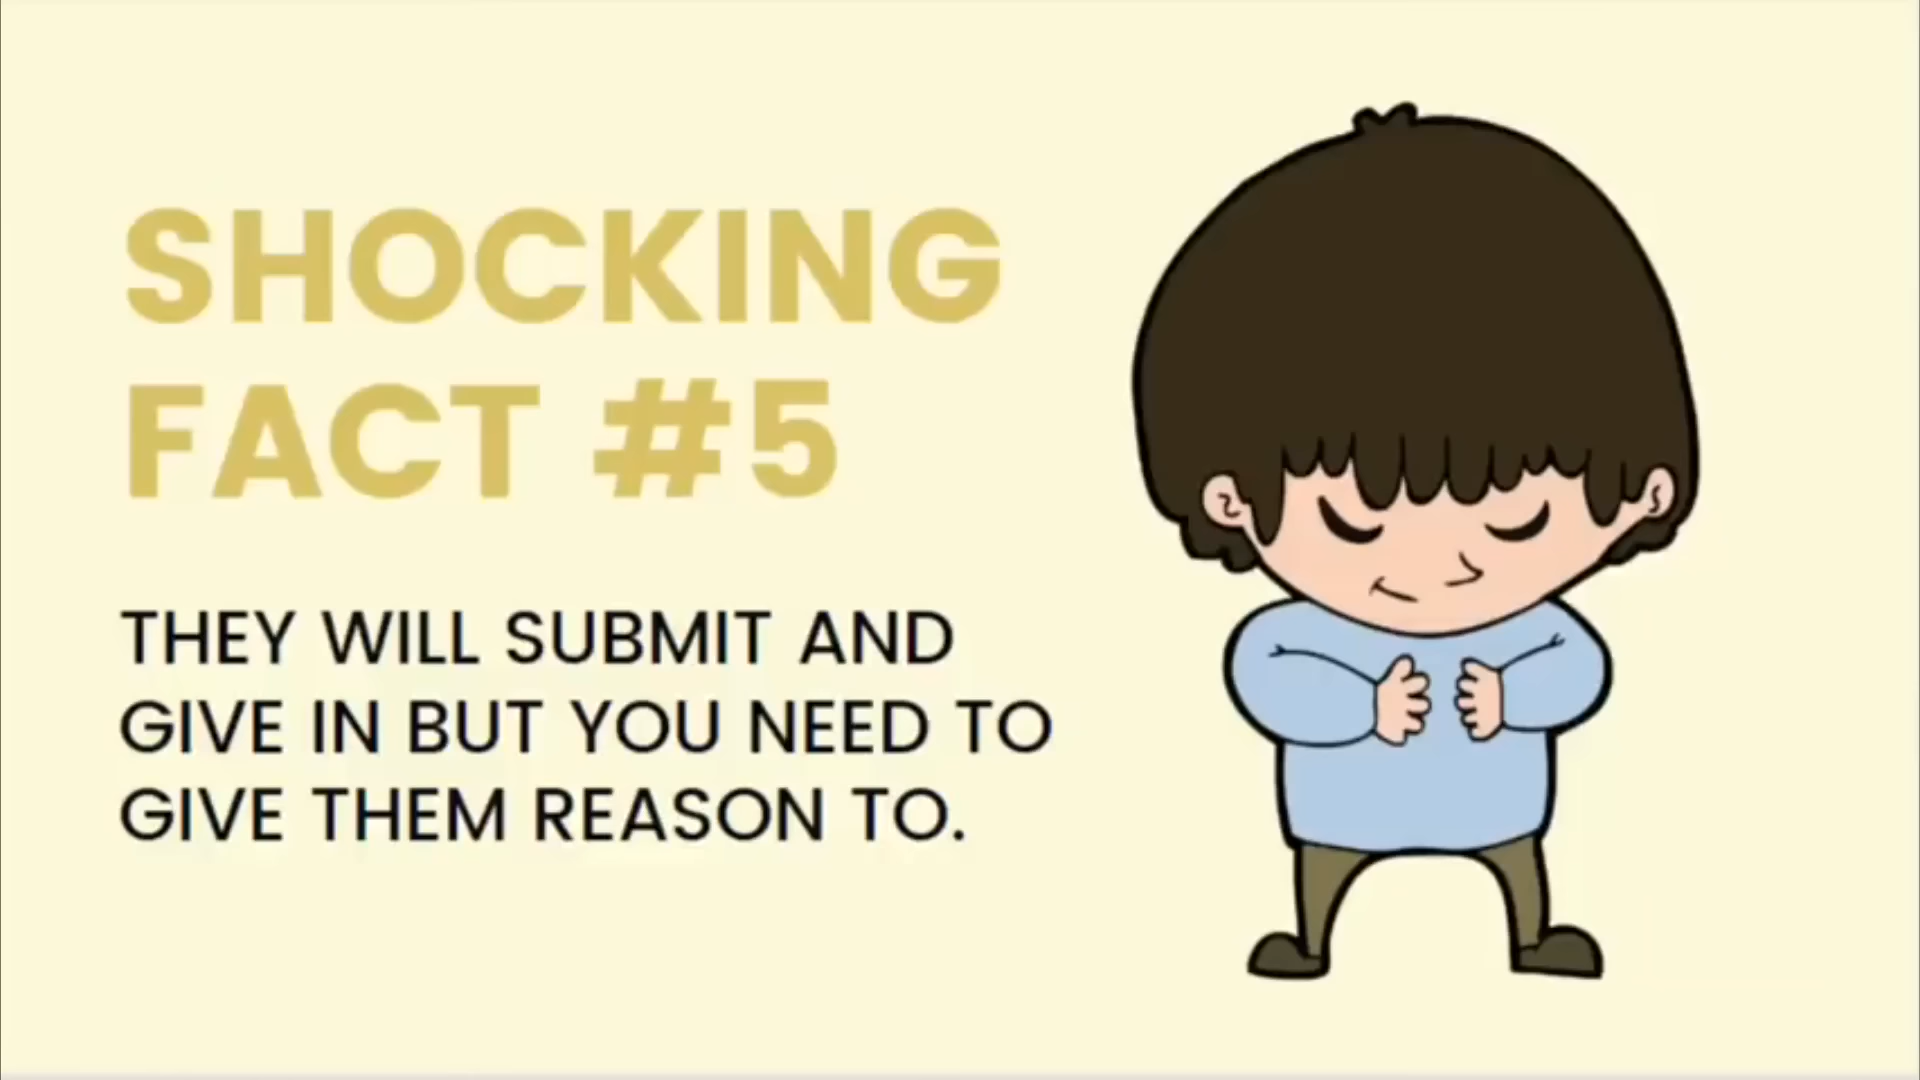 SHOCKING
FACT #5
THEY WILL SUBMIT AND
GIVE IN BUT YOU NEED TO
GIVE THEM REASON TO.